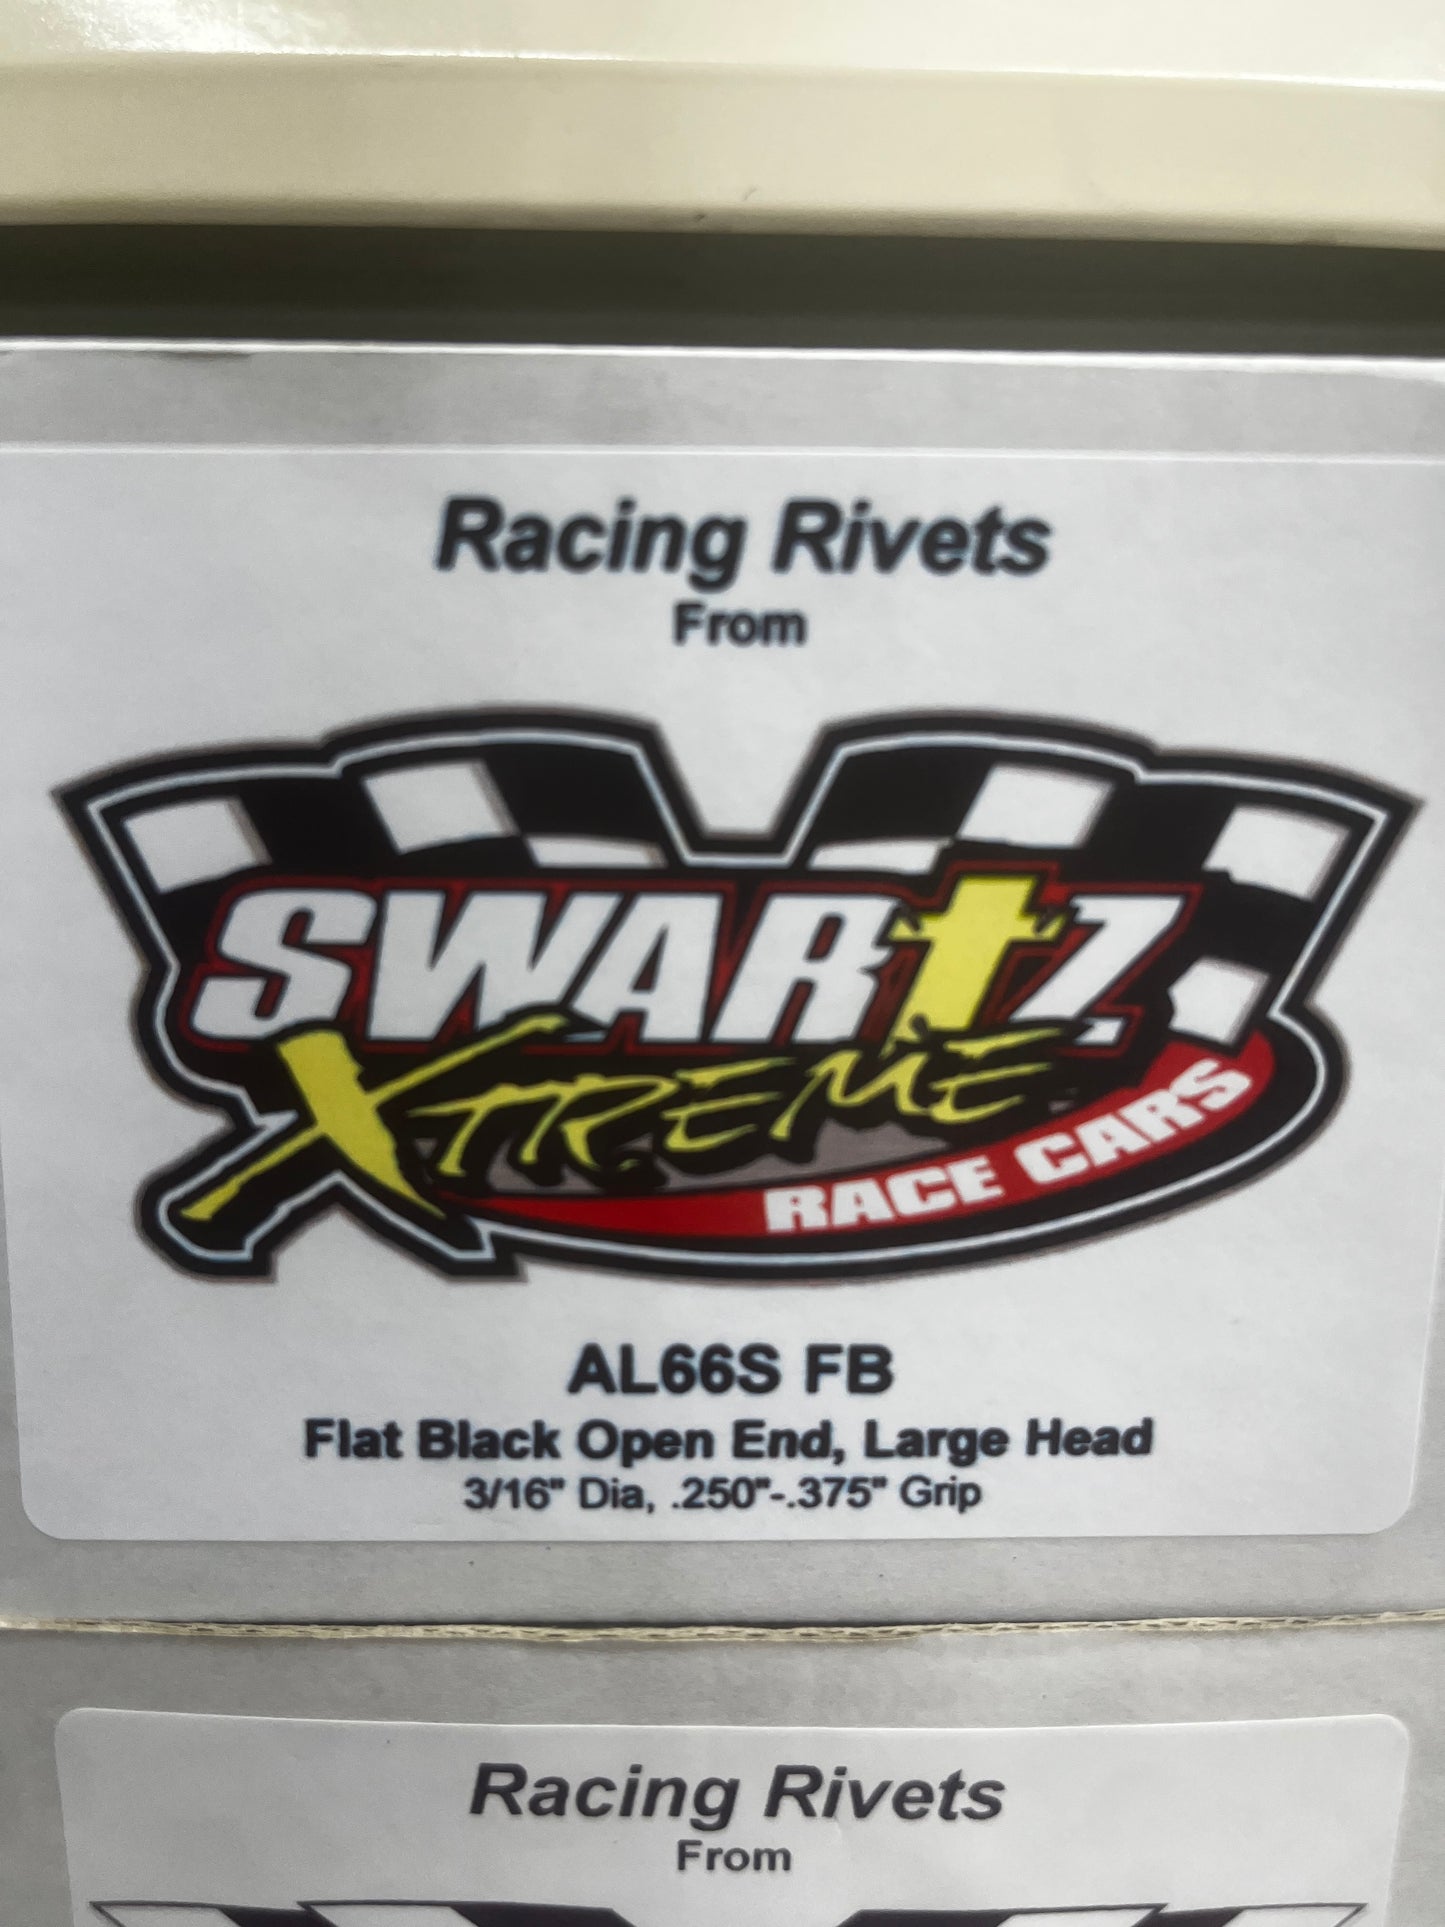 Racing Rivets
From
SWARtZ
XTREME
RACE CARS
AL66S FB
Flat Black Open End, Large Head
3/16" Dia, .250"-.375" Grip
Racing Rivets
From